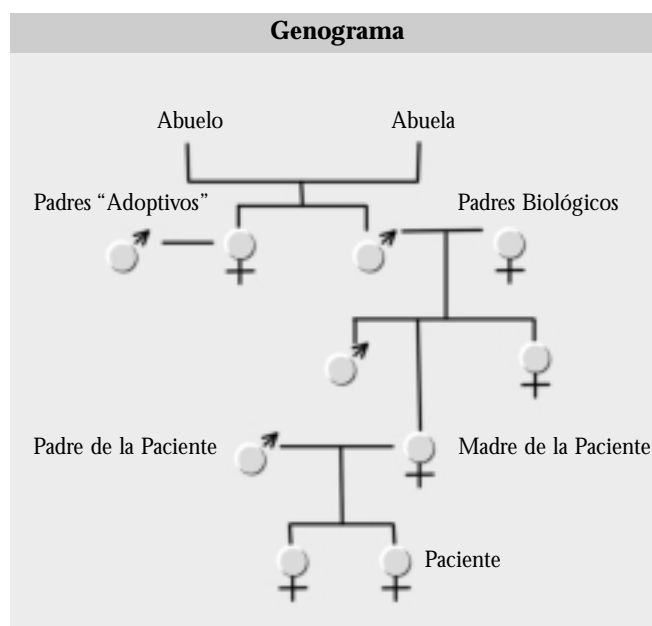 Genograma
Abuelo Abuela
Padres “Adoptivos” Padres Biológicos
Padre de la Paciente Madre de la Paciente
Paciente